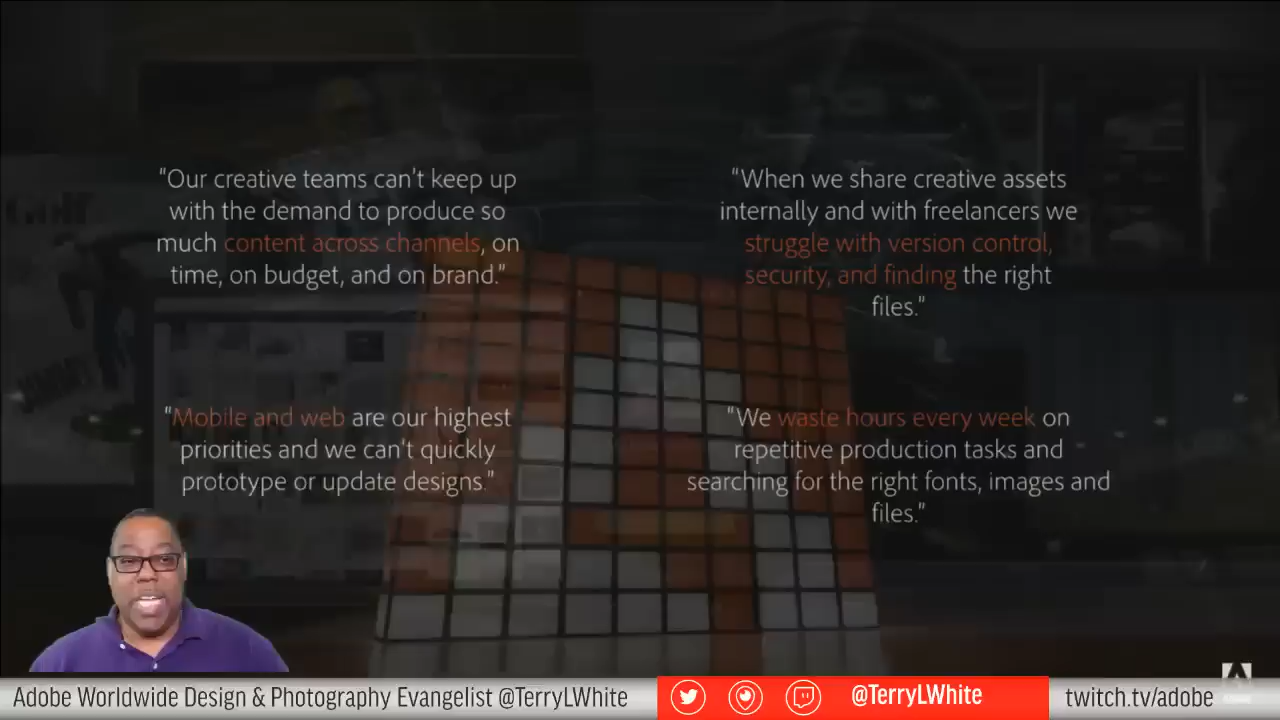 "Our creative teams can't keep up
with the demand to produce so
much content across channels, on
time, on budget, and on brand."
"When we share creative assets
internally and with freelancers we
struggle with version control,
security, and finding the right
files."
"Mobile and web are our highest
priorities and we can't quickly
prototype or update designs."
"We waste hours every week on
repetitive production tasks and
searching for the right fonts, images and
files."
Adobe Worldwide Design & Photography Evangelist @TerryLWhite
@TerryLWhite
twitch.tv/adobe